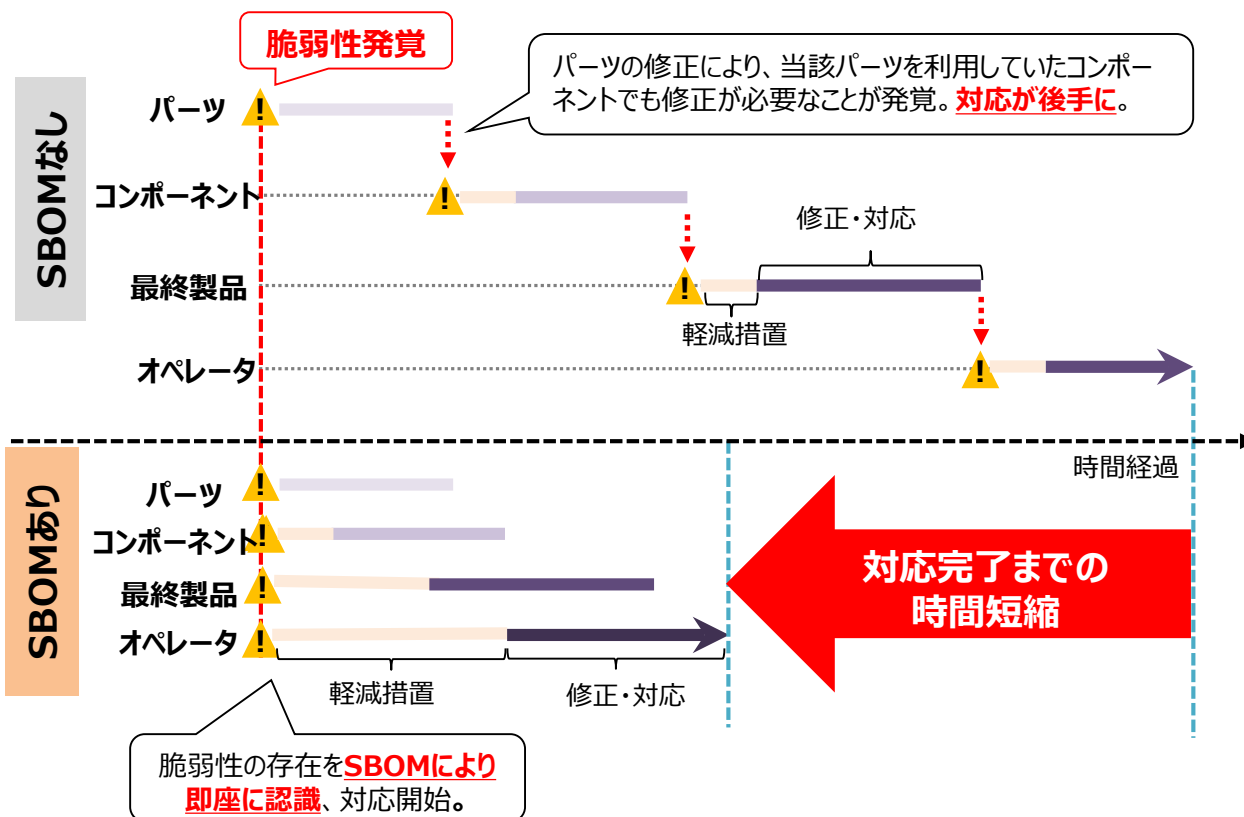 脆弱性発覚
パーツの修正により、当該パーツを利用していたコンポー
ネントでも修正が必要なことが発覚。対応が後手に。
SBOMなし
パーツ
!
コンポーネント
!
修正・対応
最終製品
!
軽減措置
オペレータ
!
時間経過
SBOMあり
パーツ
!
コンポーネント
!
最終製品
!
オペレータ
!
対応完了までの
時間短縮
軽減措置
修正・対応
脆弱性の存在をSBOMにより
即座に認識、対応開始。